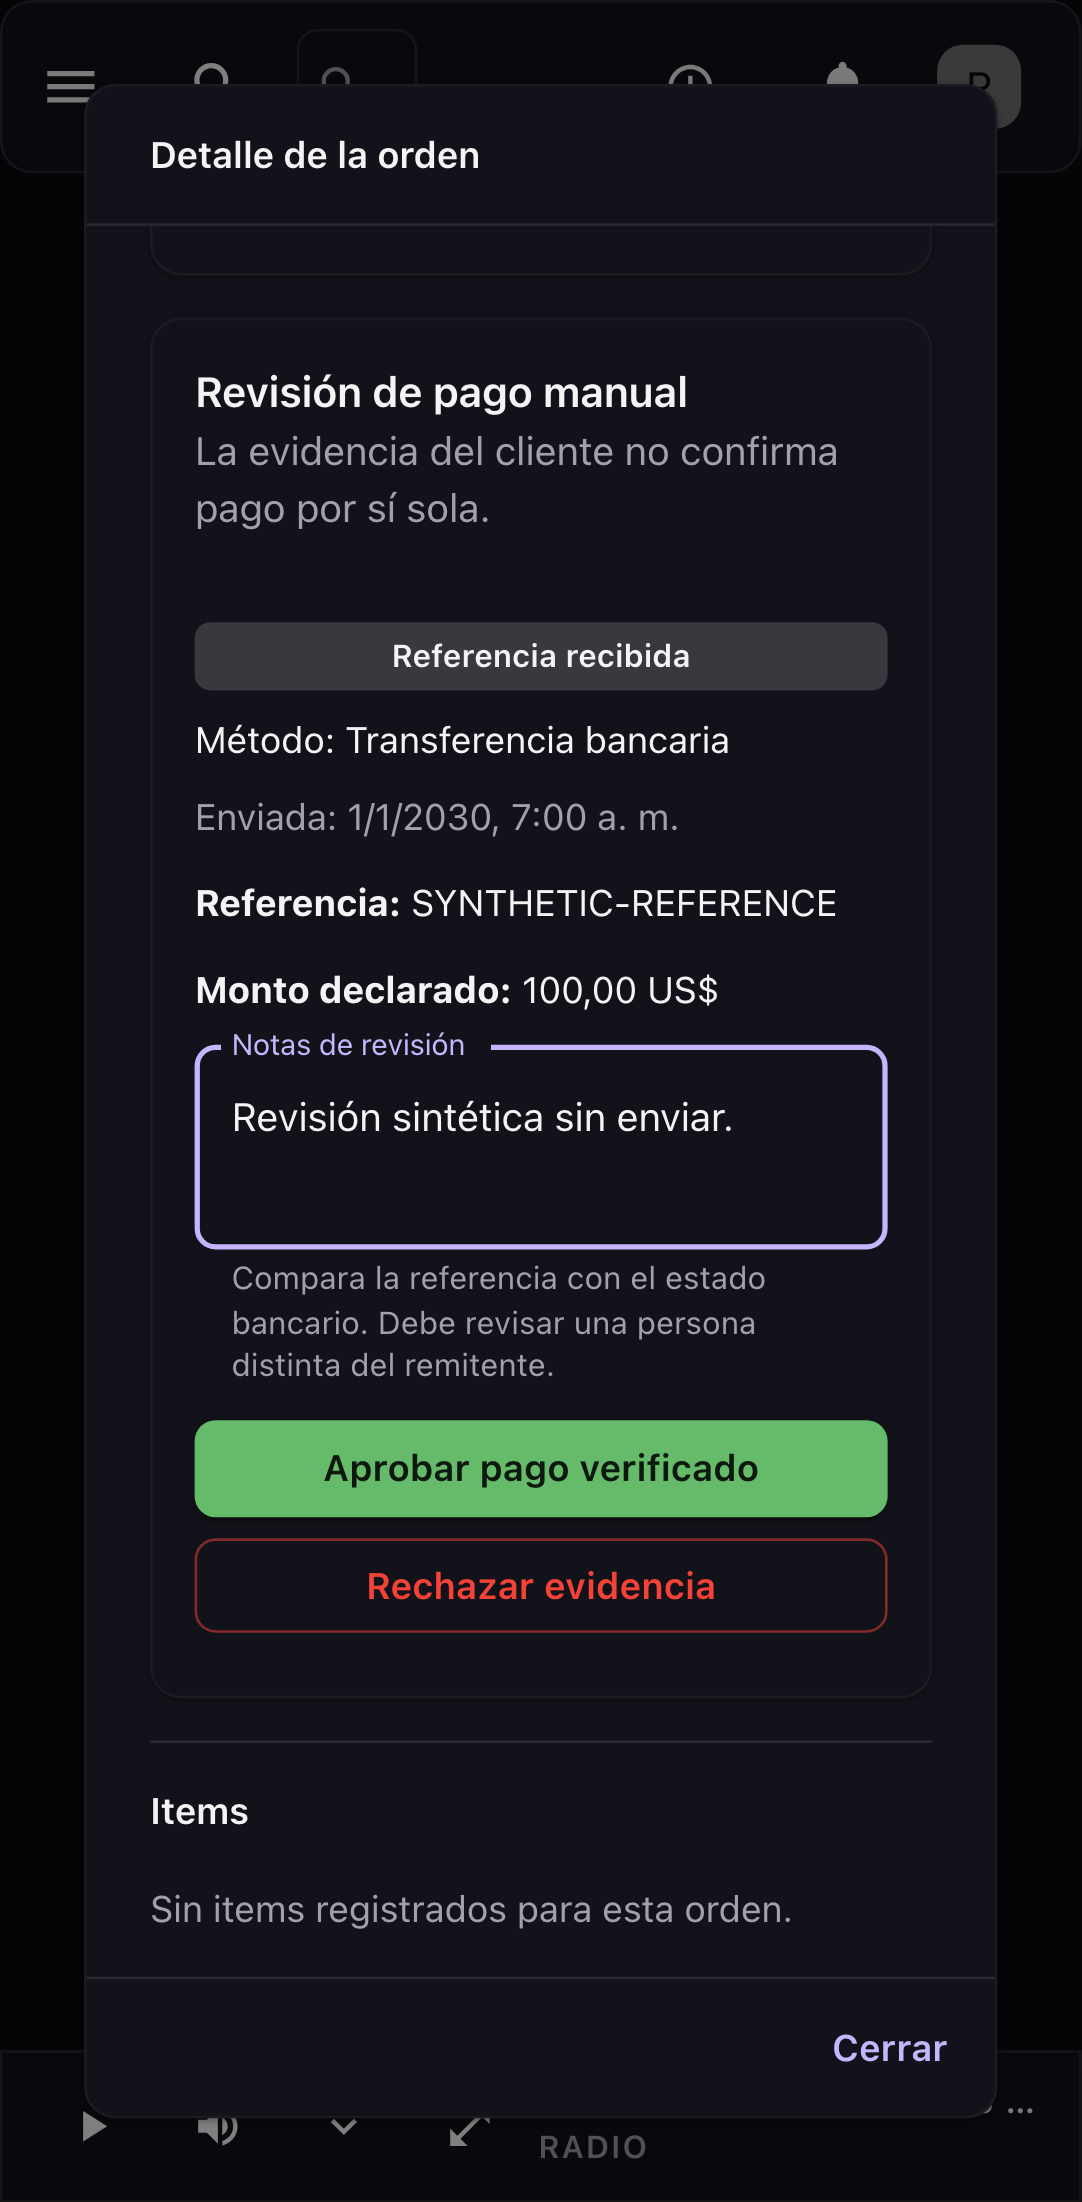 Detalle de la orden
Revisión de pago manual
La evidencia del cliente no confirma
pago por sí sola.
Referencia recibida
Método: Transferencia bancaria
Enviada: 1/1/2030, 7:00 a. m.
Referencia: SYNTHETIC-REFERENCE
Monto declarado: 100,00 US$
Notas de revisión
Revisión sintética sin enviar.
Compara la referencia con el estado
bancario. Debe revisar una persona
distinta del remitente.
Aprobar pago verificado
Rechazar evidencia
Items
Sin items registrados para esta orden.
Cerrar
RADIO